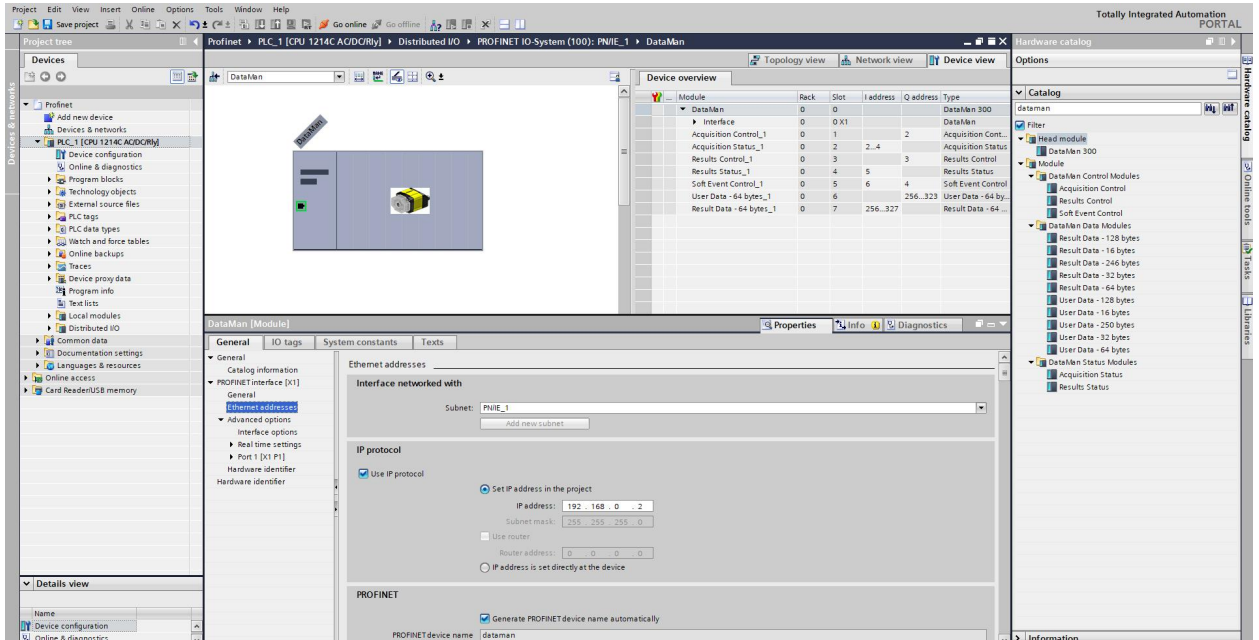 Project Edit View Insert Online Options Tools Window Help
Totally Integrated Automation
PORTAL
Save project Go online Go offline
Project tree
Profinet PLC_1 [CPU 1214C AC/DC/Rly] Distributed I/O PROFINET IO-System (100): PN/IE_1 DataMan
Hardware catalog
Devices
Topology view Network view Device view
Options
DataMan
Device overview
Module Rack Slot I address Q address Type
DataMan 0 0 DataMan 300
Interface 0 0 X1 DataMan
Acquisition Control_1 0 1 2 Acquisition Cont...
Acquisition Status_1 0 2 2...4 Acquisition Status
Results Control_1 0 3 3 Results Control
Results Status_1 0 4 5 Results Status
Soft Event Control_1 0 5 6 4 Soft Event Control
User Data - 64 bytes_1 0 6 256...323 User Data - 64 by...
Result Data - 64 bytes_1 0 7 256...327 Result Data - 64 ...
DataMan
Profinet
Add new device
Devices & networks
PLC_1 [CPU 1214C AC/DC/Rly]
Device configuration
Online & diagnostics
Program blocks
Technology objects
External source files
PLC tags
PLC data types
Watch and force tables
Online backups
Traces
Device proxy data
Program info
Text lists
Local modules
Distributed I/O
Common data
Documentation settings
Languages & resources
Online access
Card Reader/USB memory
Details view
Name
Device configuration
Online & diagnostics
Devices & networks
DataMan [Module]
Properties Info Diagnostics
General IO tags System constants Texts
General
Catalog information
PROFINET interface [X1]
General
Ethernet addresses
Advanced options
Interface options
Real time settings
Port 1 [X1 P1]
Hardware identifier
Hardware identifier
Ethernet addresses
Interface networked with
Subnet: PN/IE_1
Add new subnet
IP protocol
Use IP protocol
Set IP address in the project
IP address: 192 . 168 . 0 . 2
Subnet mask: 255 . 255 . 255 . 0
Use router
Router address: 0 . 0 . 0 . 0
IP address is set directly at the device
PROFINET
Generate PROFINET device name automatically
PROFINET device name dataman
Catalog
dataman
Filter
Head module
DataMan 300
Module
DataMan Control Modules
Acquisition Control
Results Control
Soft Event Control
DataMan Data Modules
Result Data - 128 bytes
Result Data - 16 bytes
Result Data - 246 bytes
Result Data - 32 bytes
Result Data - 64 bytes
User Data - 128 bytes
User Data - 16 bytes
User Data - 250 bytes
User Data - 32 bytes
User Data - 64 bytes
DataMan Status Modules
Acquisition Status
Results Status
Information
Hardware catalog
Online tools
Tasks
Libraries